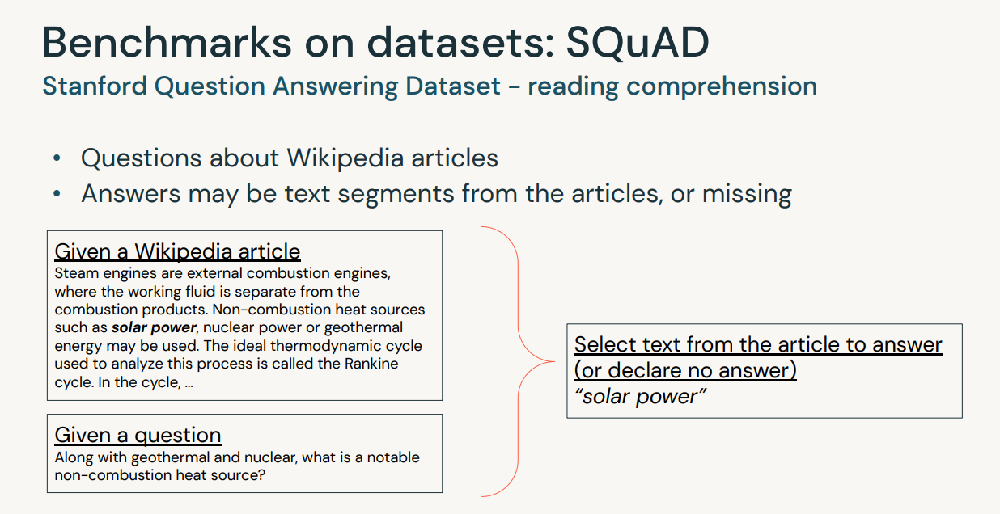 Benchmarks on datasets: SQuAD
Stanford Question Answering Dataset – reading comprehension
• Questions about Wikipedia articles
• Answers may be text segments from the articles, or missing
Given a Wikipedia article
Steam engines are external combustion engines,
where the working fluid is separate from the
combustion products. Non-combustion heat sources
such as solar power, nuclear power or geothermal
energy may be used. The ideal thermodynamic cycle
used to analyze this process is called the Rankine
cycle. In the cycle, …
Given a question
Along with geothermal and nuclear, what is a notable
non-combustion heat source?
Select text from the article to answer
(or declare no answer)
“solar power”